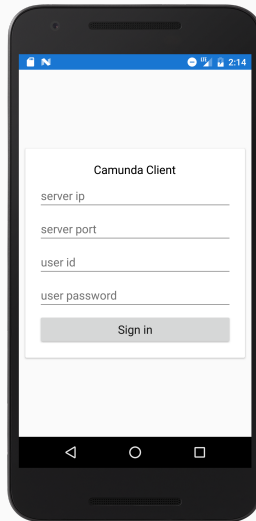 2:14
Camunda Client
server ip
server port
user id
user password
Sign in